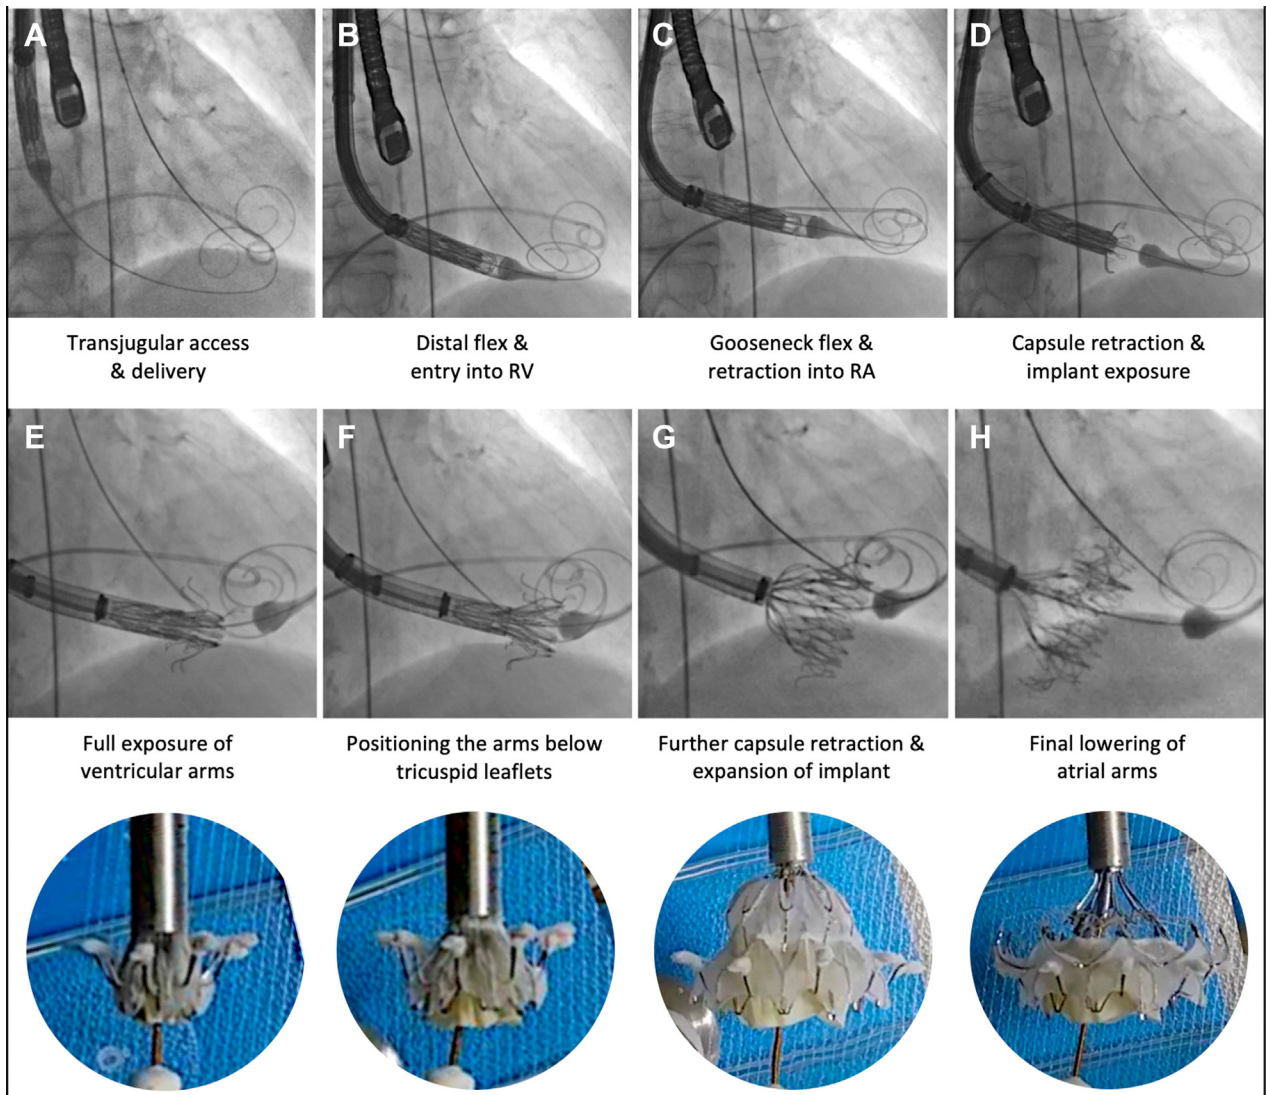 A
B
C
D
Transjugular access
& delivery
Distal flex &
entry into RV
Gooseneck flex &
retraction into RA
Capsule retraction &
implant exposure
E
F
G
H
Full exposure of
ventricular arms
Positioning the arms below
tricuspid leaflets
Further capsule retraction &
expansion of implant
Final lowering of
atrial arms